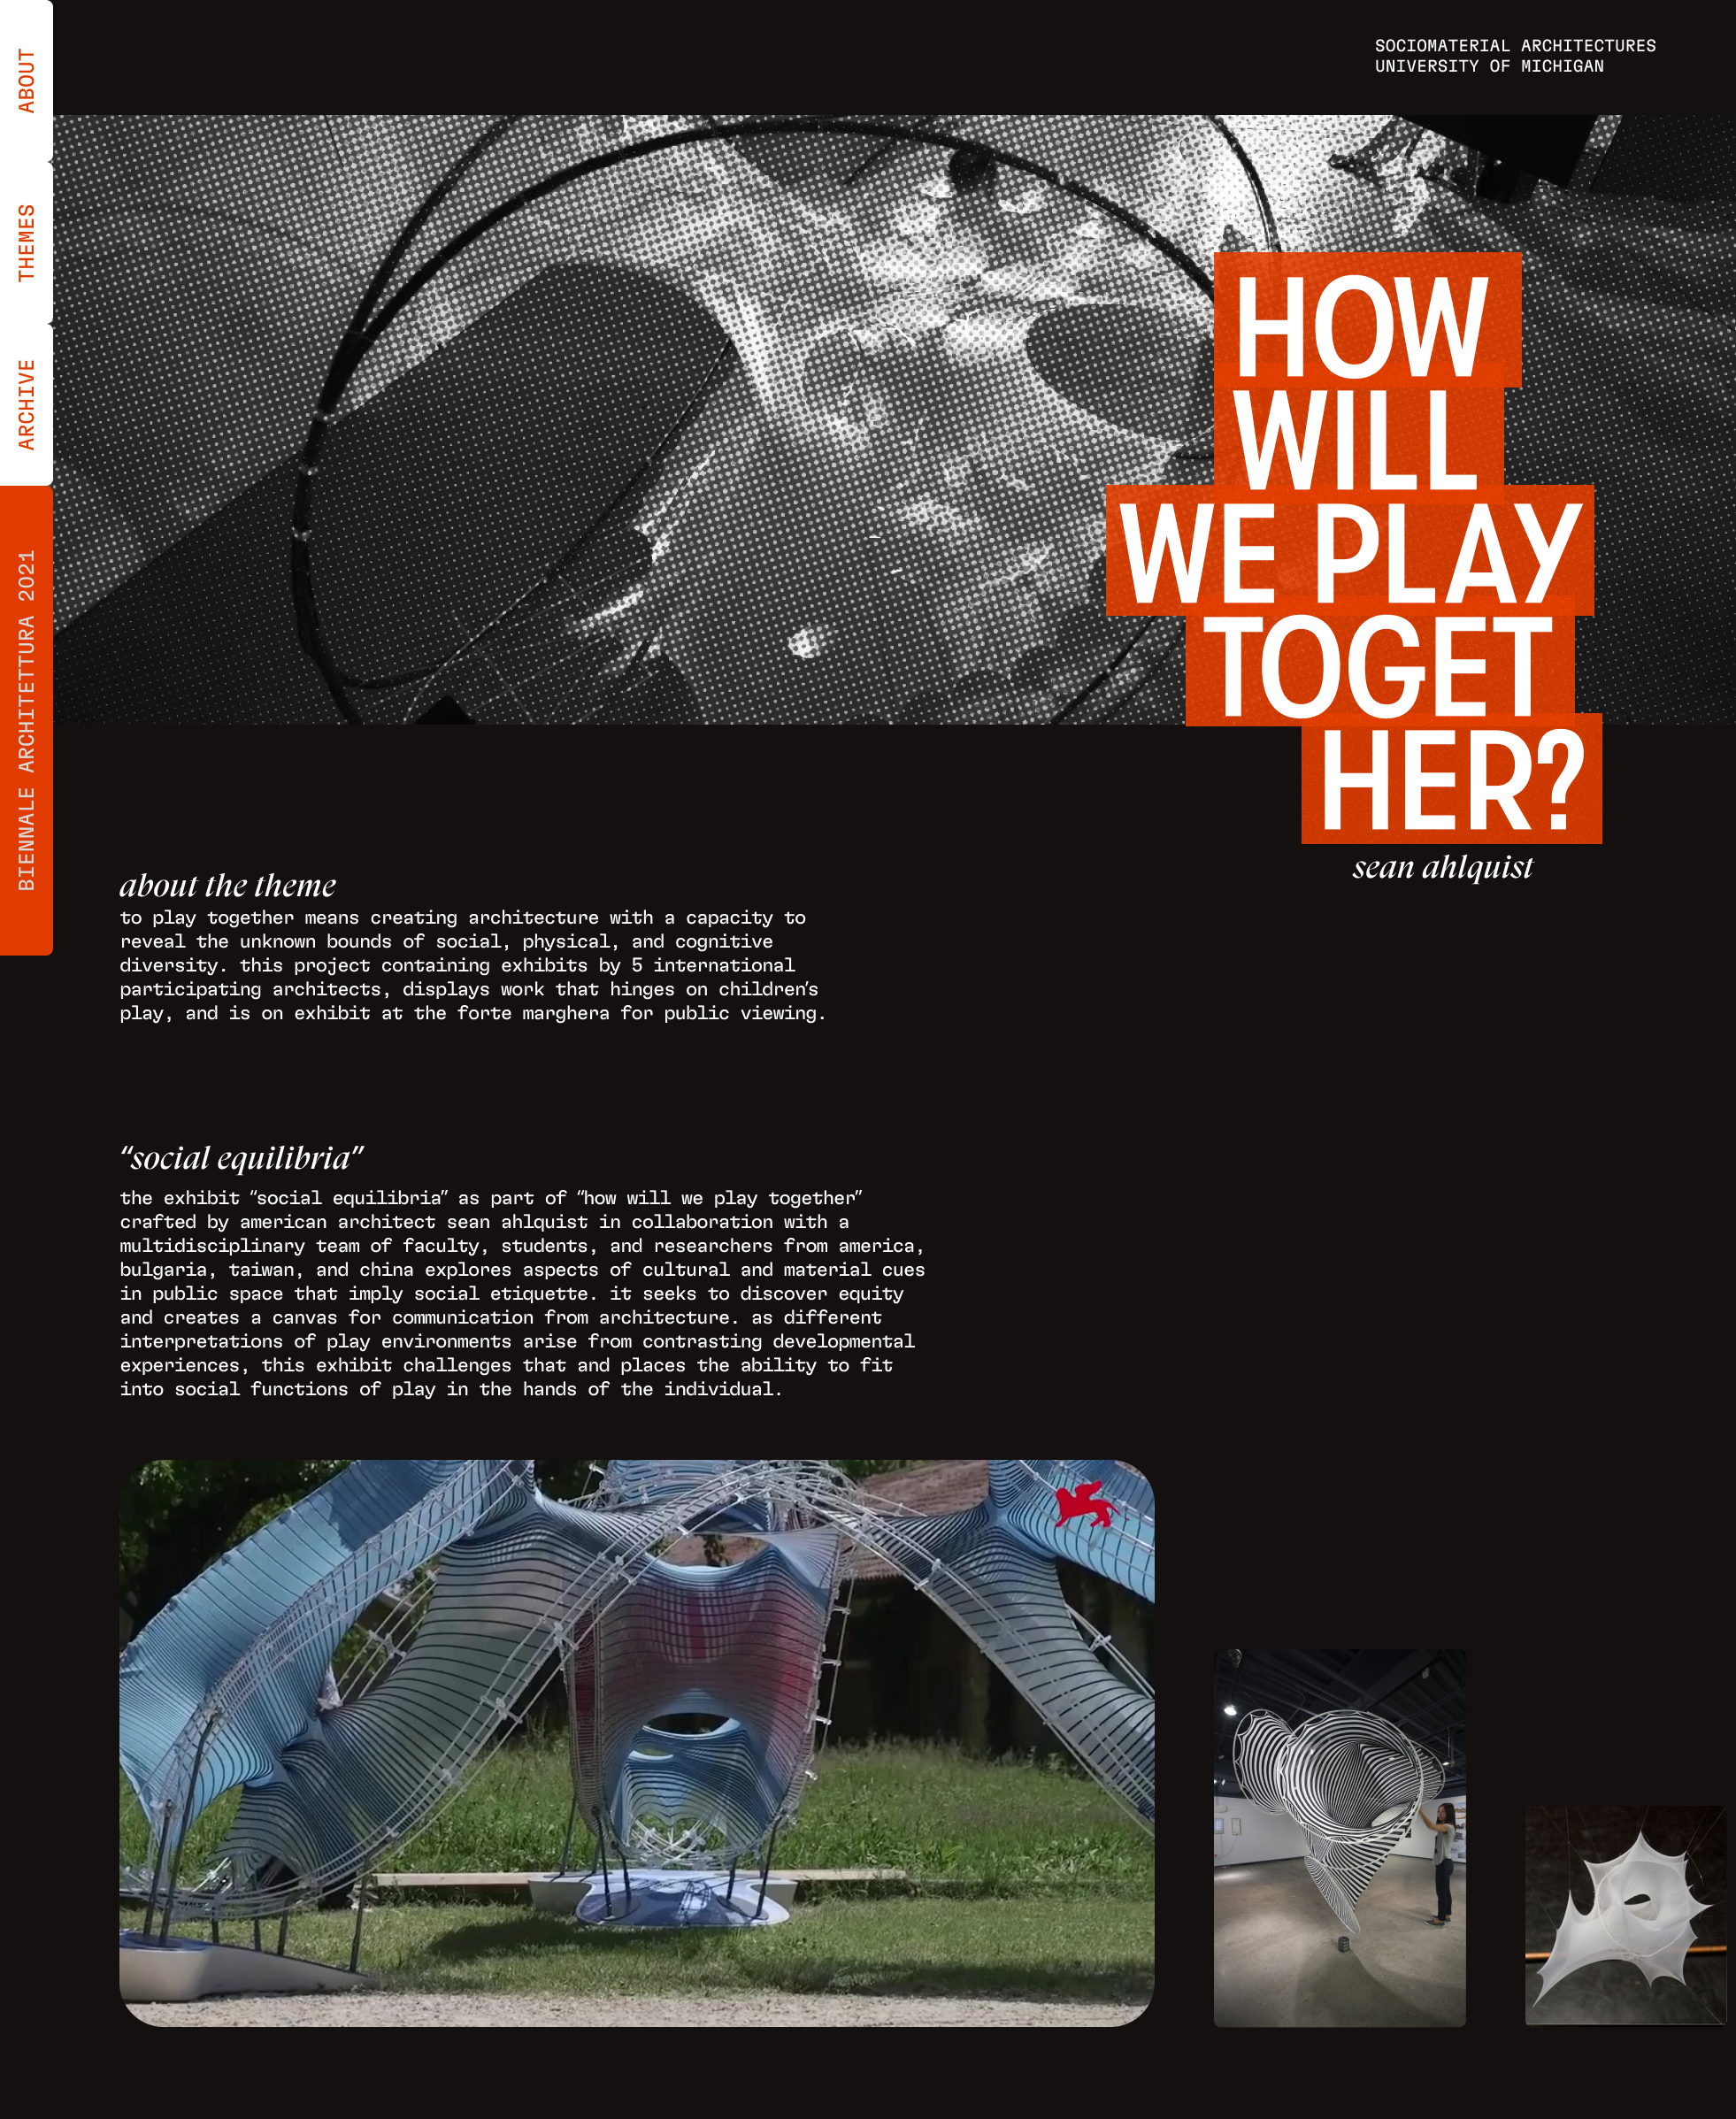 ABOUT
THEMES
ARCHIVE
BIENNALE ARCHITETTURA 2021
SOCIOMATERIAL ARCHITECTURES
UNIVERSITY OF MICHIGAN
HOW
WILL
WE PLAY
TOGET
HER?
sean ahlquist
about the theme
to play together means creating architecture with a capacity to
reveal the unknown bounds of social, physical, and cognitive
diversity. this project containing exhibits by 5 international
participating architects, displays work that hinges on children's
play, and is on exhibit at the forte marghera for public viewing.
“social equilibria”
the exhibit “social equilibria” as part of “how will we play together”
crafted by american architect sean ahlquist in collaboration with a
multidisciplinary team of faculty, students, and researchers from america,
bulgaria, taiwan, and china explores aspects of cultural and material cues
in public space that imply social etiquette. it seeks to discover equity
and creates a canvas for communication from architecture. as different
interpretations of play environments arise from contrasting developmental
experiences, this exhibit challenges that and places the ability to fit
into social functions of play in the hands of the individual.